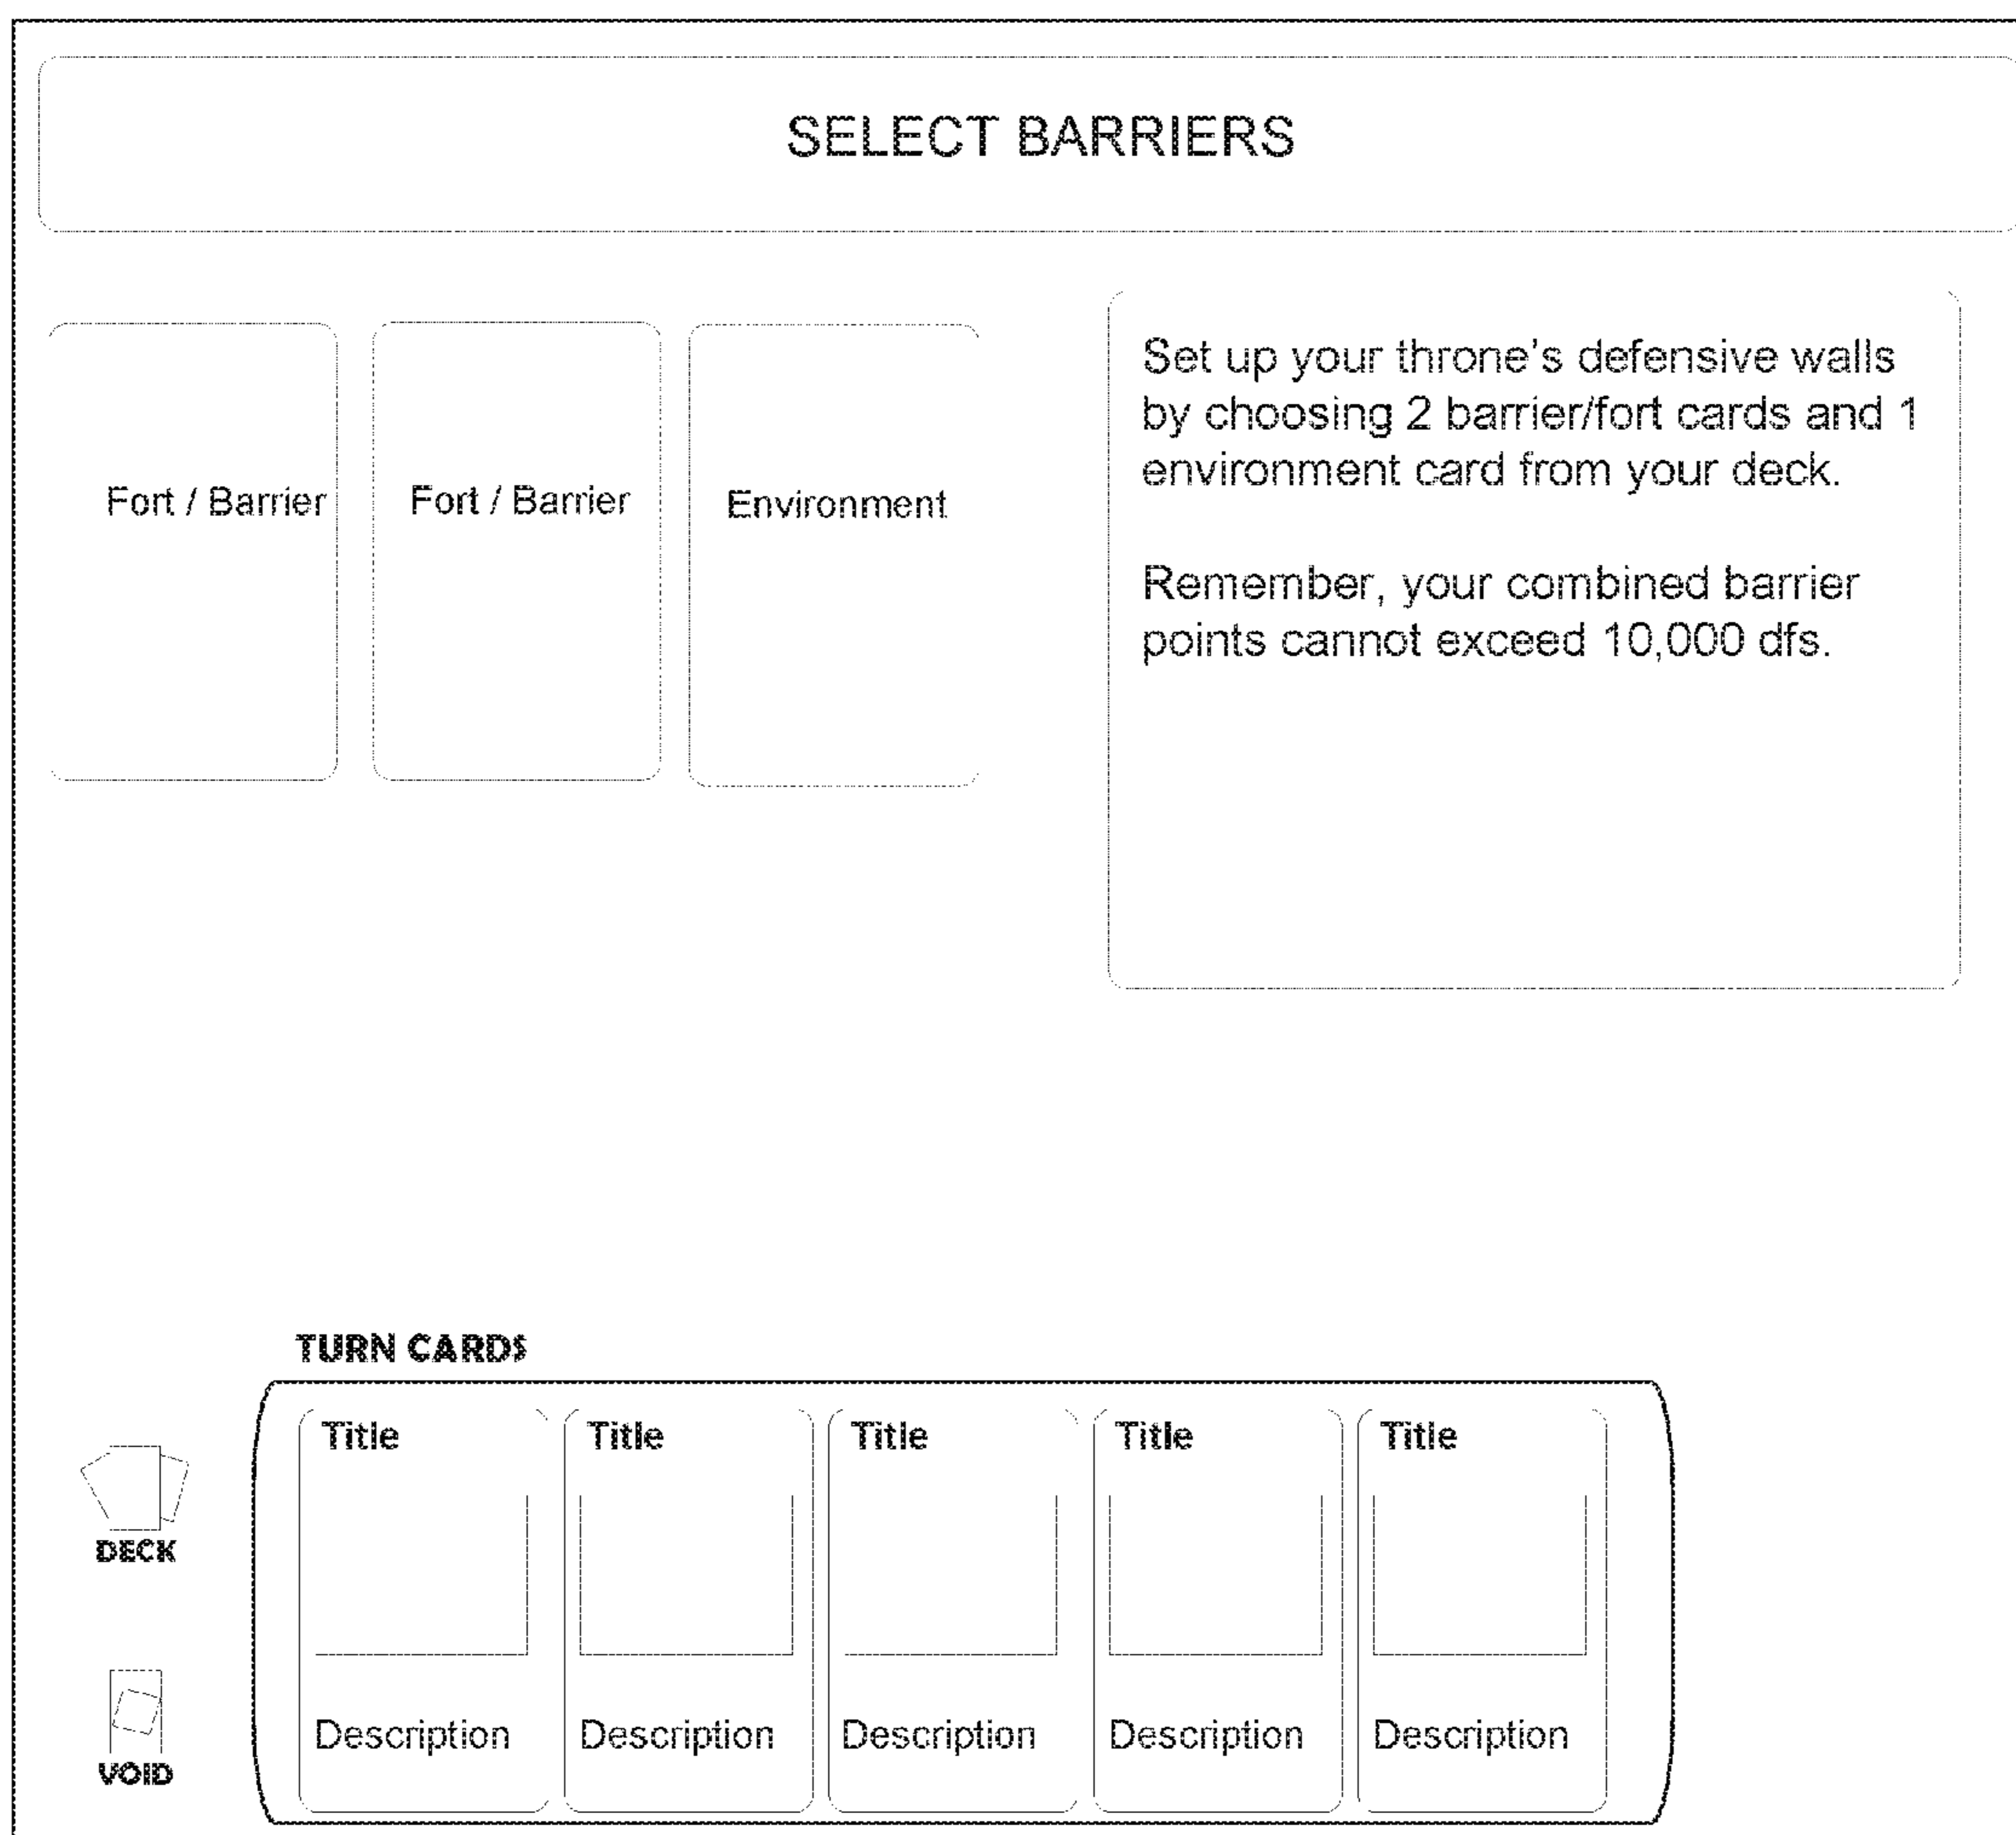 SELECT BARRIERS
Fort / Barrier
Fort / Barrier
Environment
Set up your throne's defensive walls
by choosing 2 barrier/fort cards and 1
environment card from your deck.
Remember, your combined barrier
points cannot exceed 10,000 dfs.
TURN CARDS
Title
Title
Title
Title
Title
DECK
Description
Description
Description
Description
Description
VOID